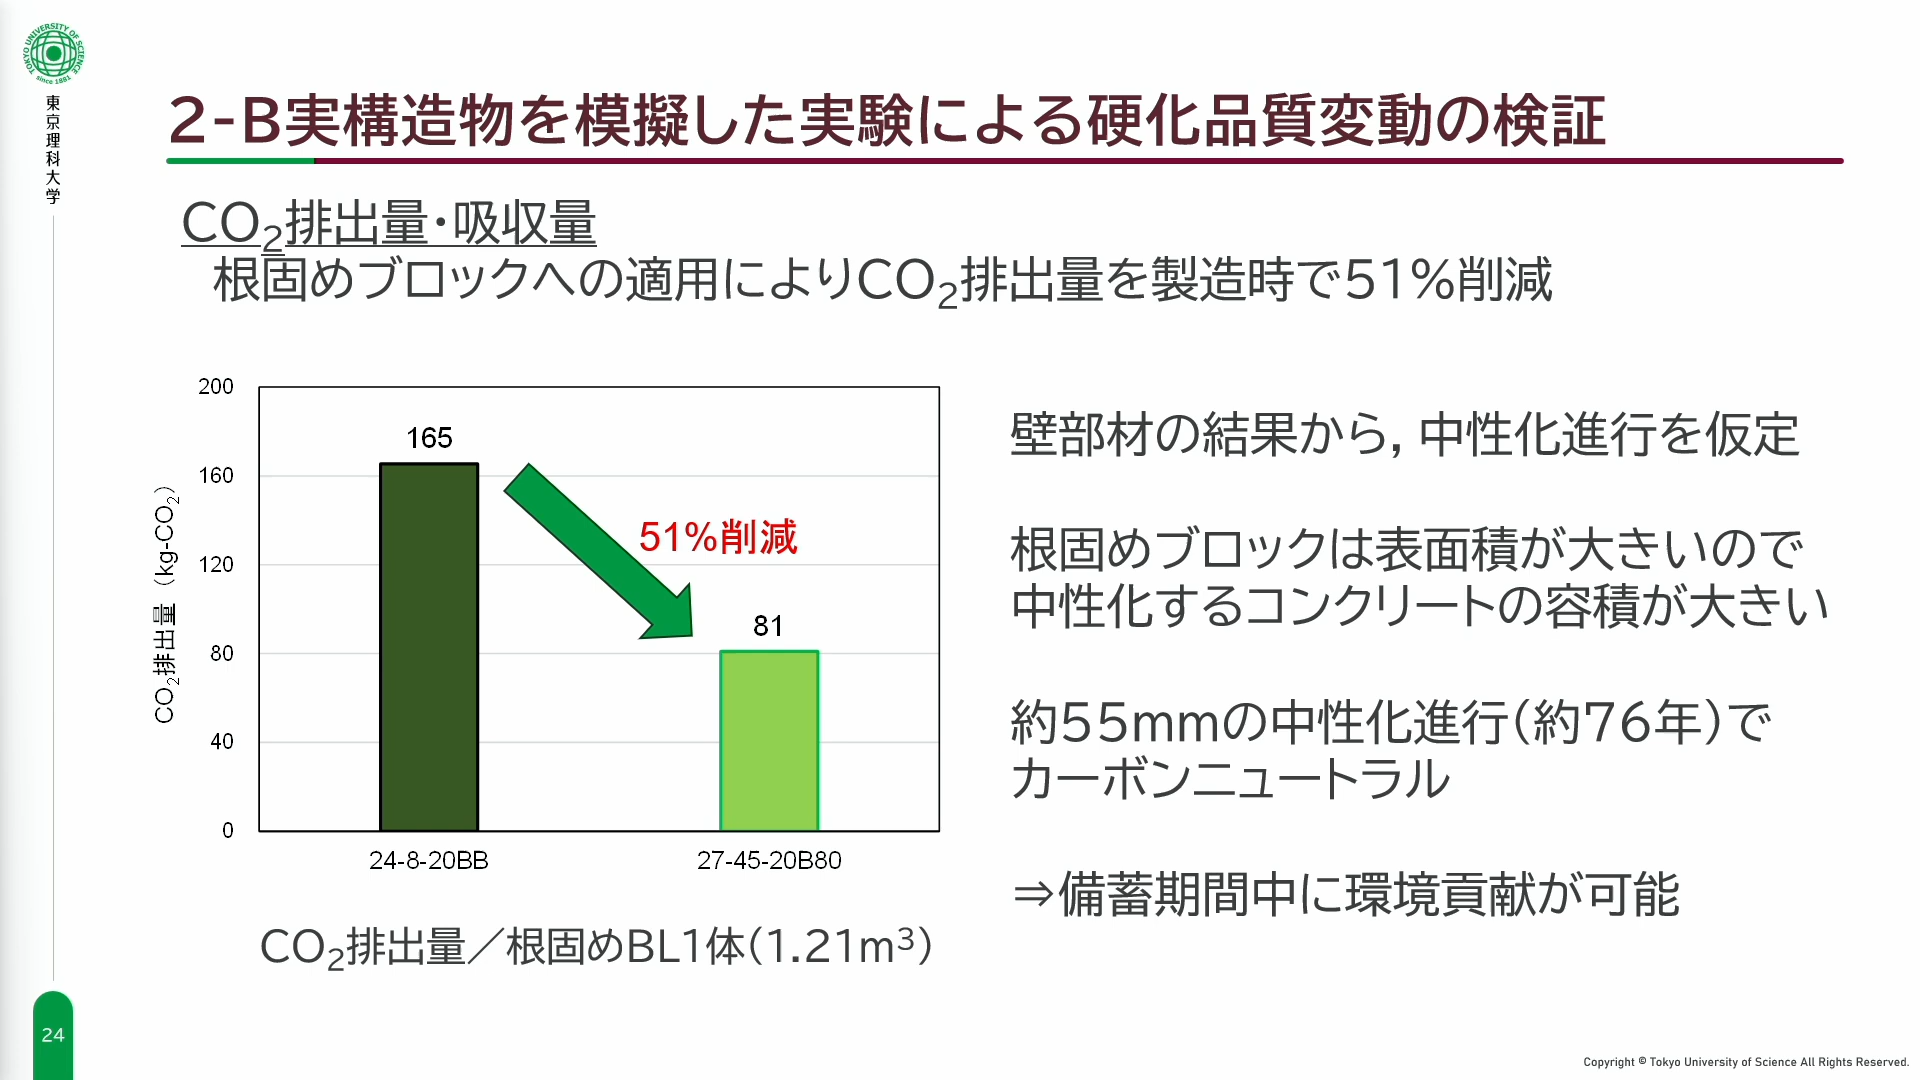 TOKYO UNIVERSITY OF SCIENCE
since 1881
東京理科大学
2-B実構造物を模擬した実験による硬化品質変動の検証
CO2排出量・吸収量
根固めブロックへの適用によりCO2排出量を製造時で51%削減
CO2排出量（kg-CO2）
200
160
120
80
40
0
165
51%削減
81
24-8-20BB
27-45-20B80
CO2排出量／根固めBL1体(1.21m3)
壁部材の結果から，中性化進行を仮定
根固めブロックは表面積が大きいので
中性化するコンクリートの容積が大きい
約55mmの中性化進行(約76年)で
カーボンニュートラル
⇒備蓄期間中に環境貢献が可能
24
Copyright © Tokyo University of Science All Rights Reserved.